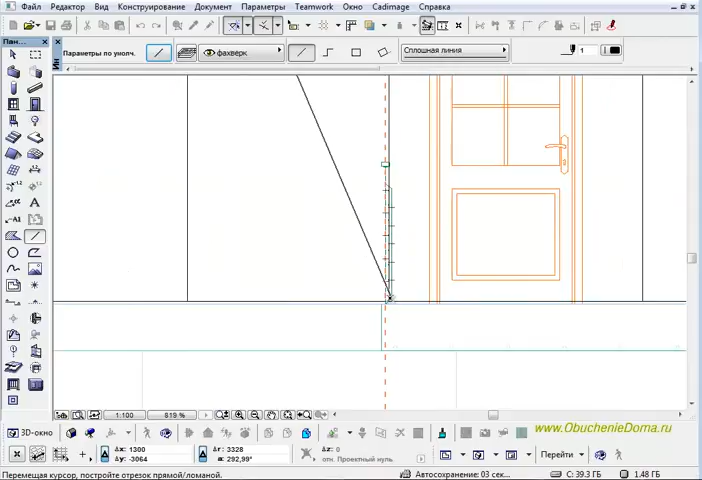 Файл Редактор Вид Конструирование Документ Параметры Teamwork Окно Cadimage Справка
Пан...
Параметры по умолч.
фахверк
Сплошная линия
1
1:100
819 %
www.ObuchenieDoma.ru
3D-окно
Перейти
Δx: 1300
Δy: -3064
Δr: 3328
α: 292,99°
Δz: 0
отн. Проектный нуль
Перемещая курсор, постройте отрезок прямой/ломаной.
Автосохранение: 03 сек.
C: 39.3 ГБ
1.48 ГБ